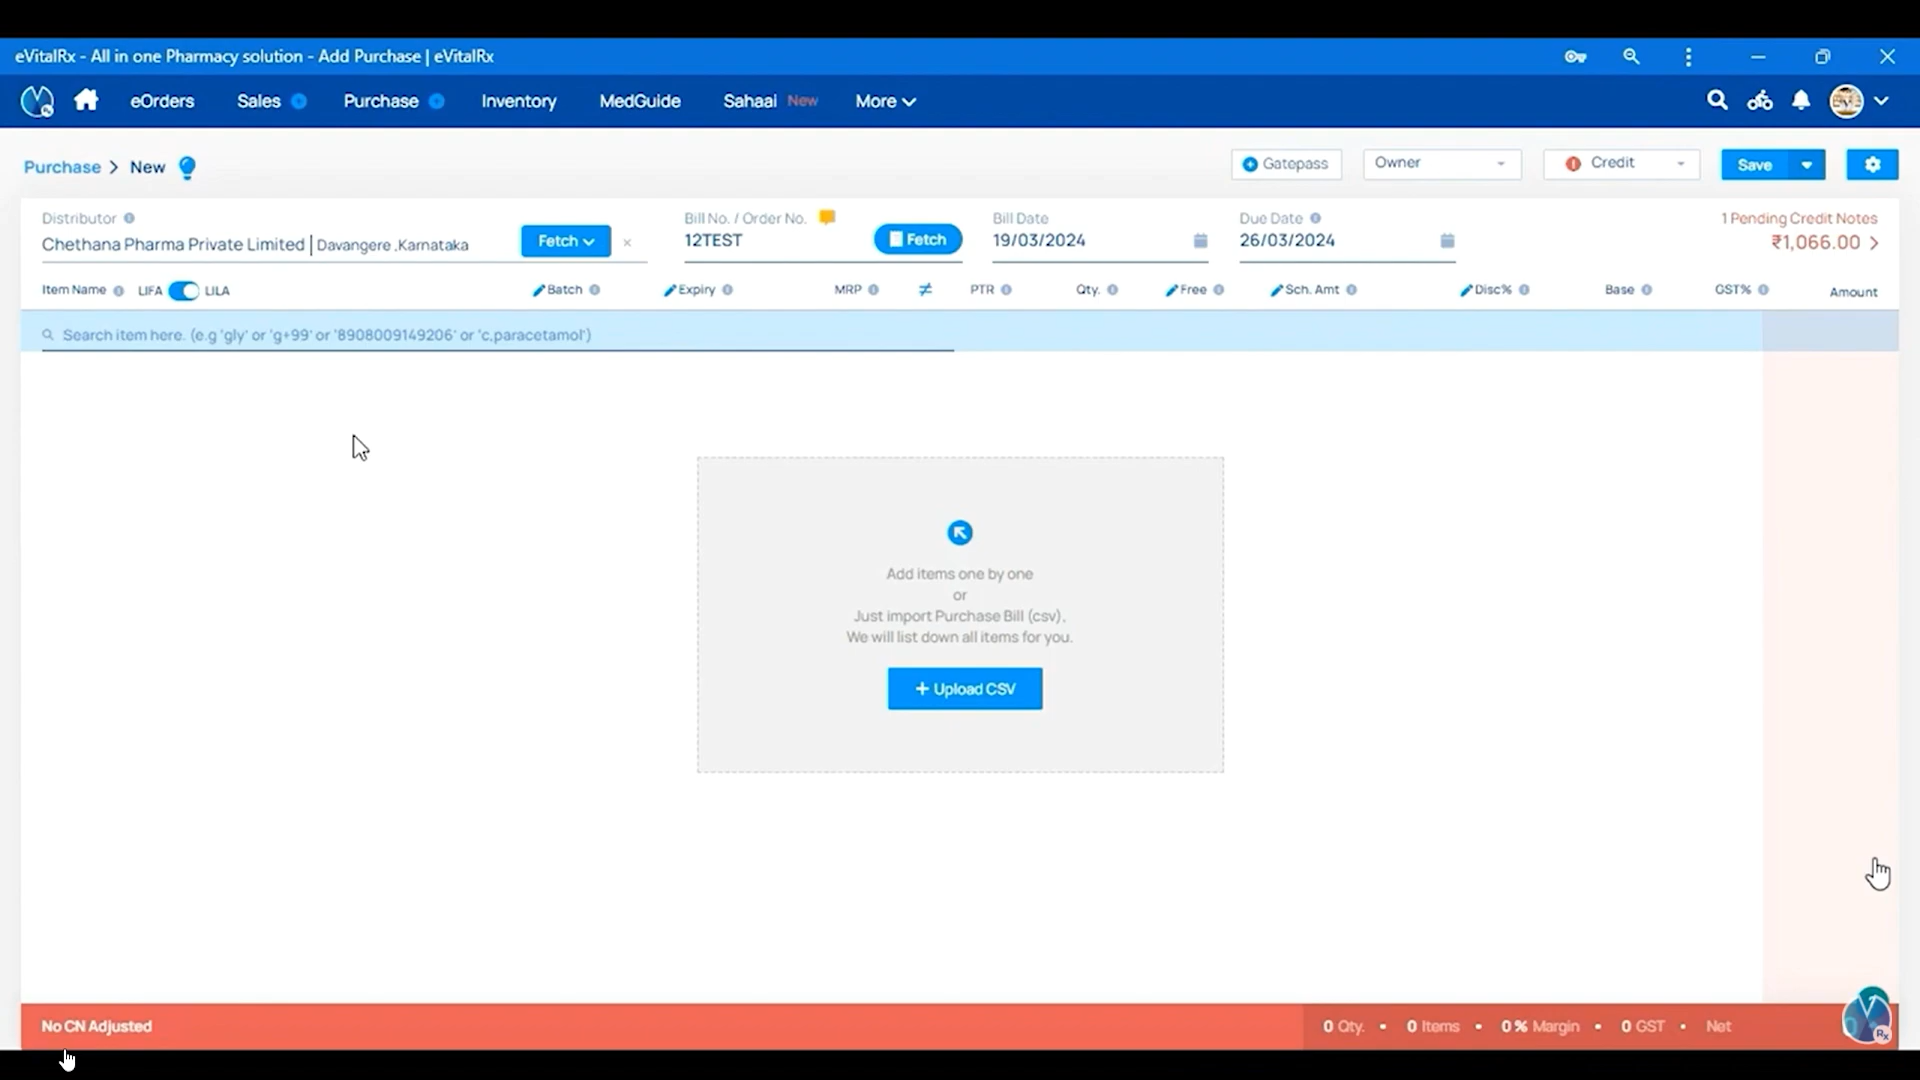 eVitalRx - All in one Pharmacy solution - Add Purchase | eVitalRx
eOrders Sales Purchase Inventory MedGuide Sahaai New More
Purchase > New Gatepass Owner Credit Save
Distributor Bill No. / Order No. Bill Date Due Date 1 Pending Credit Notes
Chethana Pharma Private Limited | Davangere ,Karnataka Fetch × 12TEST Fetch 19/03/2024 26/03/2024 ₹1,066.00 >
Item Name LIFA LILA Batch Expiry MRP ≠ PTR Qty. Free Sch. Amt Disc% Base GST% Amount
Search item here. (e.g 'gly' or 'g+99' or '8908009149206' or 'c,paracetamol')
Add items one by one
or
Just import Purchase Bill (csv),
We will list down all items for you.
+ Upload CSV
No CN Adjusted 0 Qty. • 0 Items • 0 % Margin • 0 GST • Net
Rx